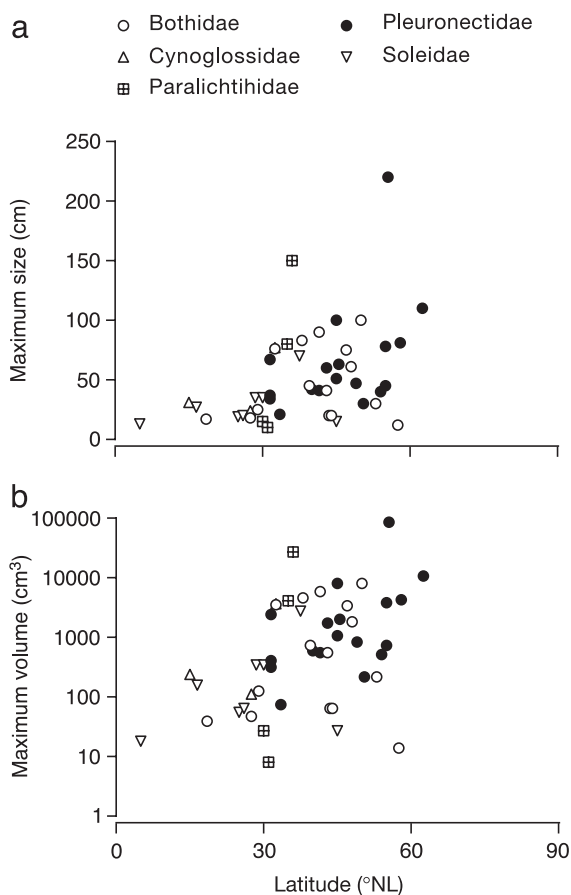 a
Bothidae
Pleuronectidae
Cynoglossidae
Soleidae
Paralichtihidae
250
200
150
100
50
0
Maximum size (cm)
b
100000
10000
1000
100
10
1
Maximum volume (cm³)
0 30 60 90
Latitude (°NL)